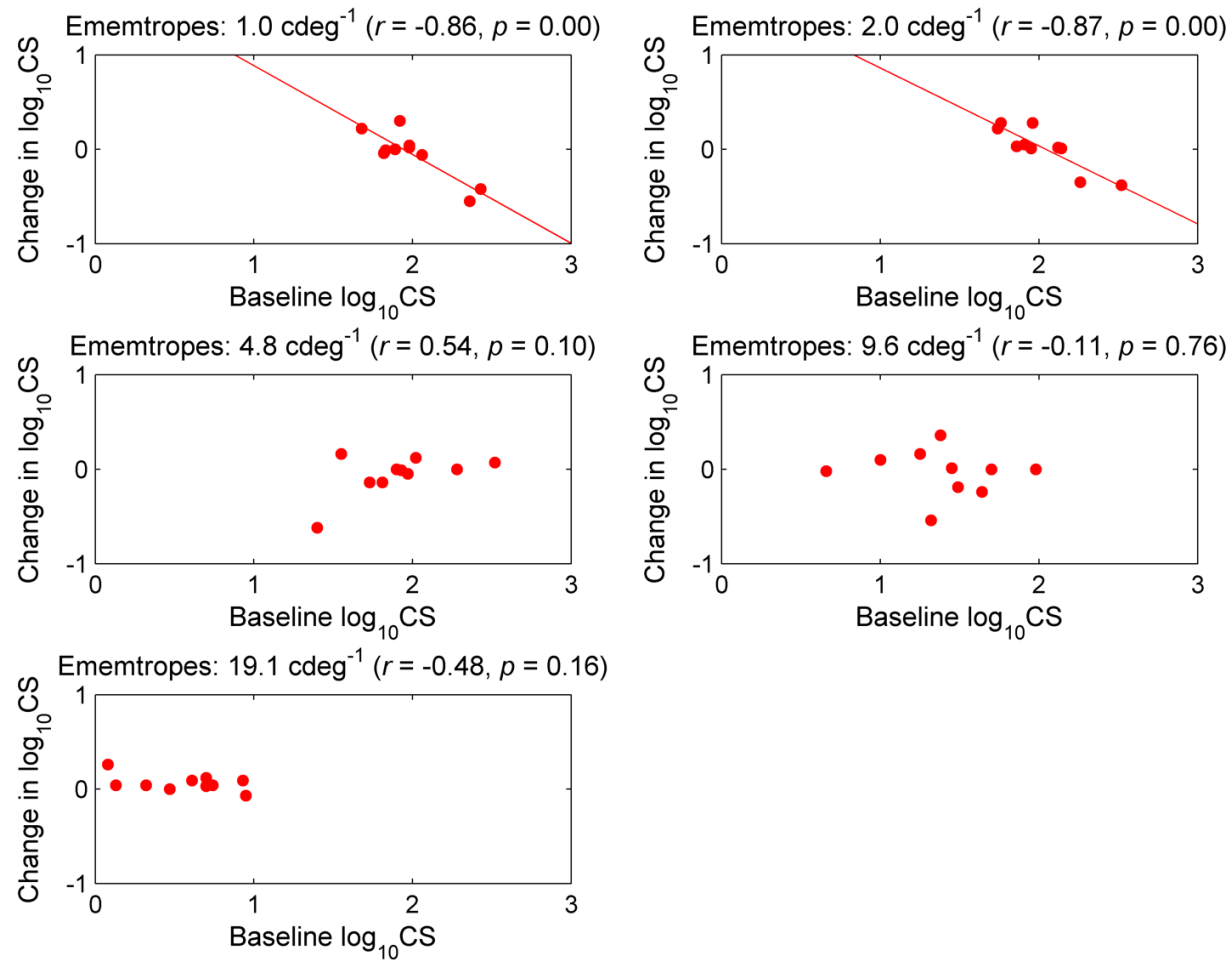 Ememtropes: 1.0 cdeg⁻¹ (r = -0.86, p = 0.00)
Change in log₁₀CS
1
0
-1
0 1 2 3
Baseline log₁₀CS
Ememtropes: 2.0 cdeg⁻¹ (r = -0.87, p = 0.00)
Change in log₁₀CS
1
0
-1
0 1 2 3
Baseline log₁₀CS
Ememtropes: 4.8 cdeg⁻¹ (r = 0.54, p = 0.10)
Change in log₁₀CS
1
0
-1
0 1 2 3
Baseline log₁₀CS
Ememtropes: 9.6 cdeg⁻¹ (r = -0.11, p = 0.76)
Change in log₁₀CS
1
0
-1
0 1 2 3
Baseline log₁₀CS
Ememtropes: 19.1 cdeg⁻¹ (r = -0.48, p = 0.16)
Change in log₁₀CS
1
0
-1
0 1 2 3
Baseline log₁₀CS